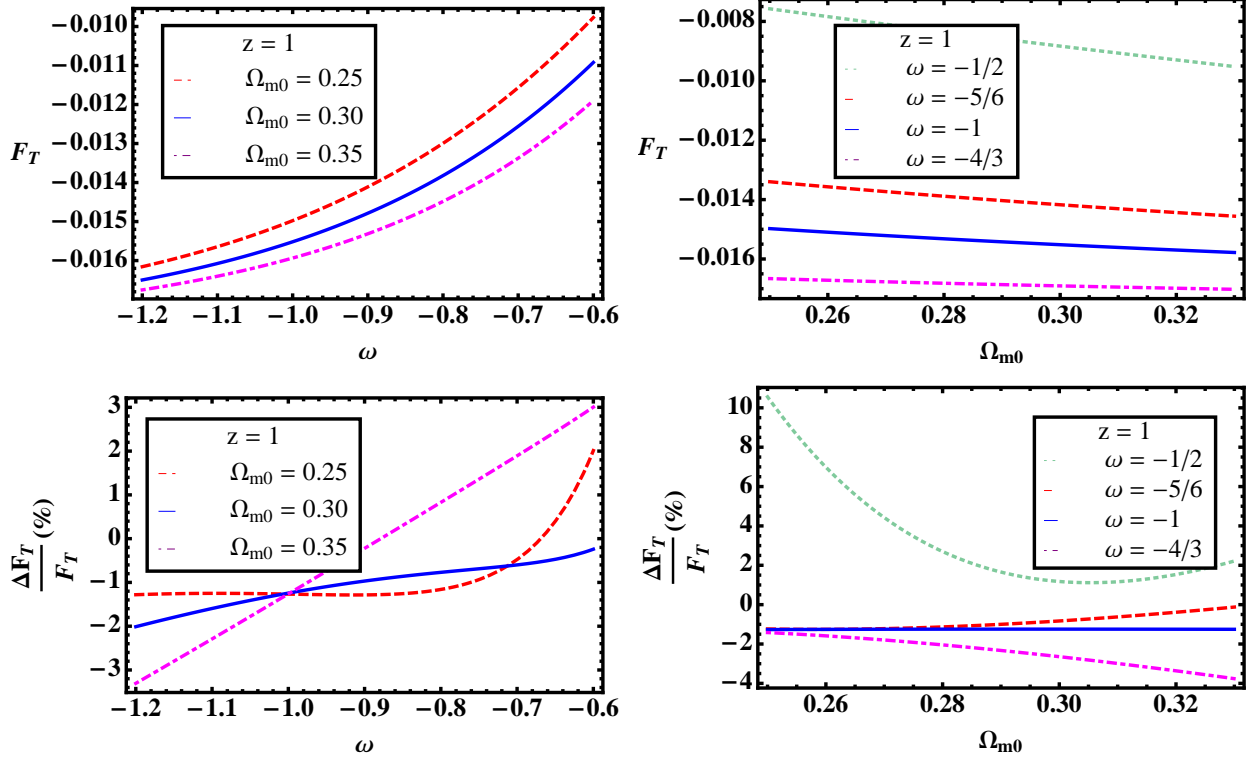 F_T
−0.010
−0.011
−0.012
−0.013
−0.014
−0.015
−0.016
z = 1
Ω_m0 = 0.25
Ω_m0 = 0.30
Ω_m0 = 0.35
−1.2 −1.1 −1.0 −0.9 −0.8 −0.7 −0.6
ω
F_T
−0.008
−0.010
−0.012
−0.014
−0.016
z = 1
ω = −1/2
ω = −5/6
ω = −1
ω = −4/3
0.26 0.28 0.30 0.32
Ω_m0
ΔF_T/F_T (%)
3
2
1
0
−1
−2
−3
z = 1
Ω_m0 = 0.25
Ω_m0 = 0.30
Ω_m0 = 0.35
−1.2 −1.1 −1.0 −0.9 −0.8 −0.7 −0.6
ω
ΔF_T/F_T (%)
10
8
6
4
2
0
−2
−4
z = 1
ω = −1/2
ω = −5/6
ω = −1
ω = −4/3
0.26 0.28 0.30 0.32
Ω_m0